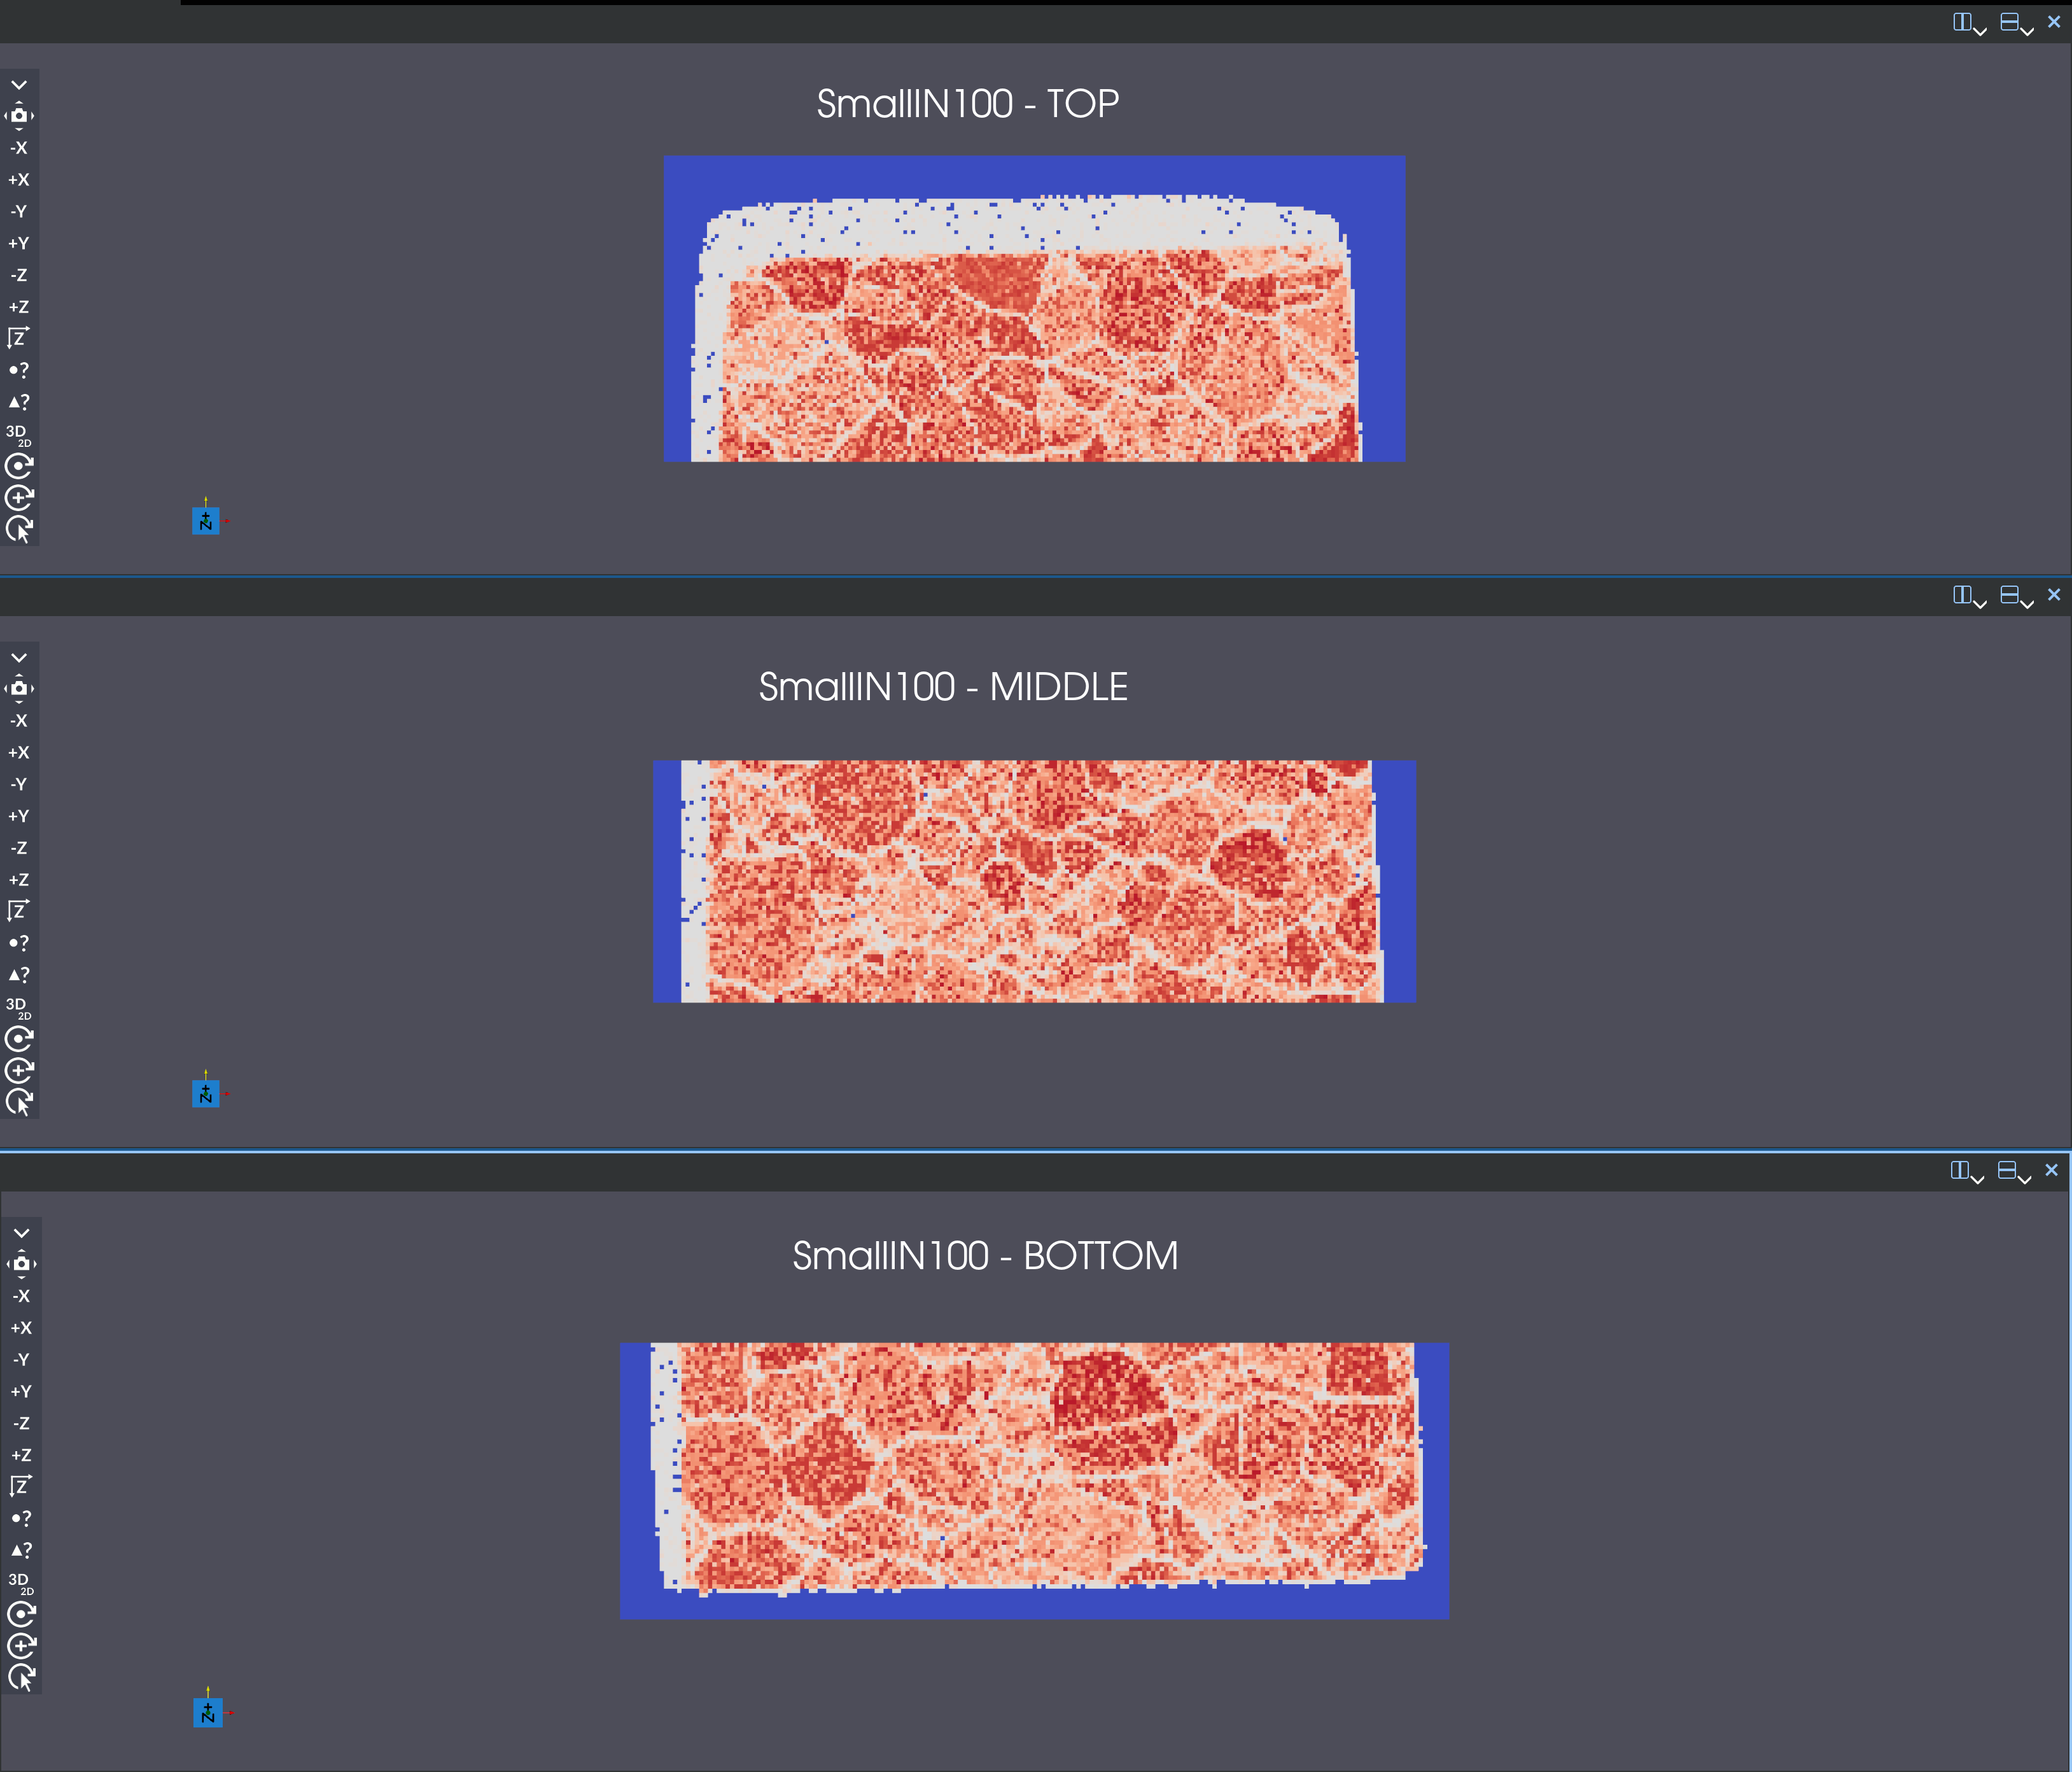 SmallIN100 - TOP
-X
+X
-Y
+Y
-Z
+Z
Z
?
?
3D
2D
+Z
SmallIN100 - MIDDLE
-X
+X
-Y
+Y
-Z
+Z
Z
?
?
3D
2D
+Z
SmallIN100 - BOTTOM
-X
+X
-Y
+Y
-Z
+Z
Z
?
?
3D
2D
+Z